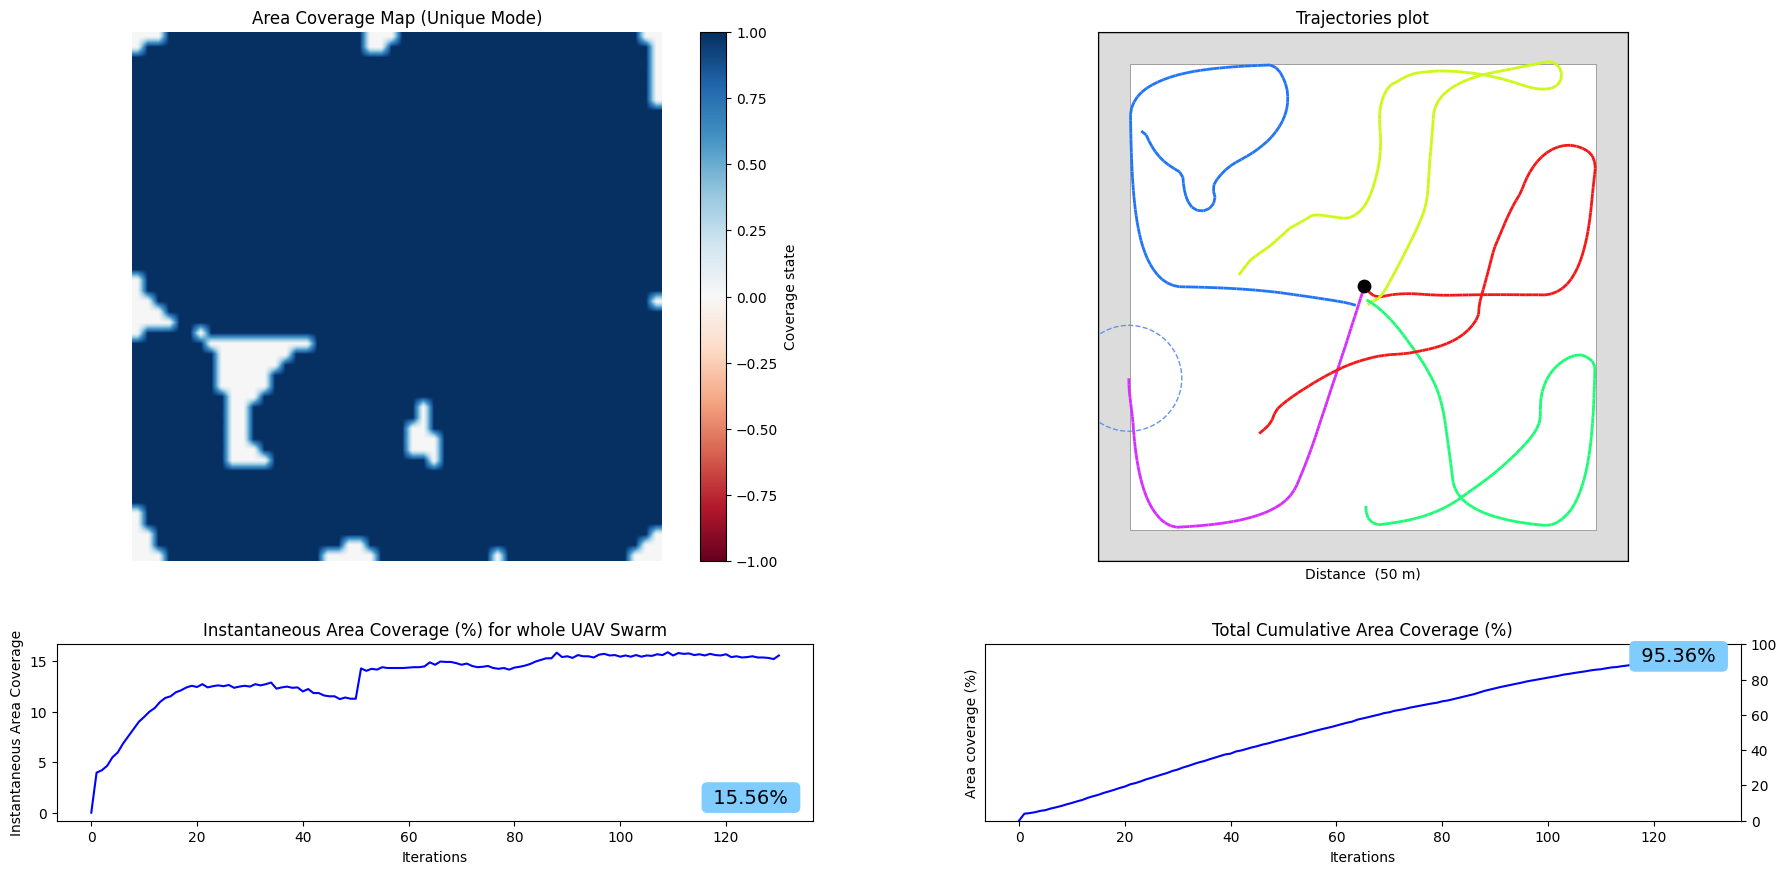 Area Coverage Map (Unique Mode)
1.00
0.75
0.50
0.25
0.00
−0.25
−0.50
−0.75
−1.00
Coverage state
Trajectories plot
Distance  (50 m)
Instantaneous Area Coverage (%) for whole UAV Swarm
Instantaneous Area Coverage
15
10
5
0
15.56%
0 20 40 60 80 100 120
Iterations
Total Cumulative Area Coverage (%)
Area coverage (%)
95.36%
100
80
60
40
20
0
0 20 40 60 80 100 120
Iterations